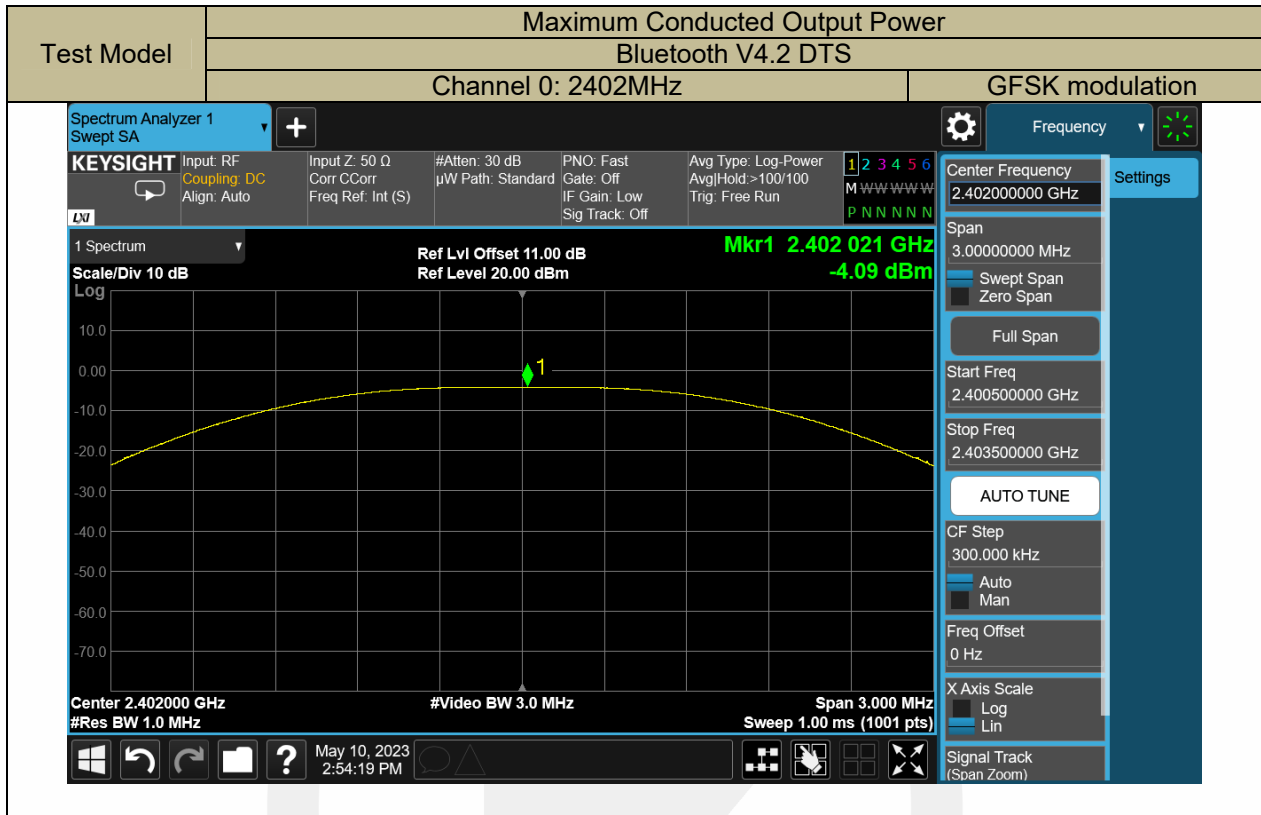 Test Model
Maximum Conducted Output Power
Bluetooth V4.2 DTS
Channel 0: 2402MHz
GFSK modulation
Spectrum Analyzer 1
Swept SA
Frequency
KEYSIGHT
LXI
Input: RF
Coupling: DC
Align: Auto
Input Z: 50 Ω
Corr CCorr
Freq Ref: Int (S)
#Atten: 30 dB
µW Path: Standard
PNO: Fast
Gate: Off
IF Gain: Low
Sig Track: Off
Avg Type: Log-Power
Avg|Hold:>100/100
Trig: Free Run
1 2 3 4 5 6
M W W W W W
P N N N N N
1 Spectrum
Scale/Div 10 dB
Log
Ref Lvl Offset 11.00 dB
Ref Level 20.00 dBm
Mkr1 2.402 021 GHz
-4.09 dBm
10.0
0.00
-10.0
-20.0
-30.0
-40.0
-50.0
-60.0
-70.0
1
Center 2.402000 GHz
#Res BW 1.0 MHz
#Video BW 3.0 MHz
Span 3.000 MHz
Sweep 1.00 ms (1001 pts)
?
May 10, 2023
2:54:19 PM
Center Frequency
2.402000000 GHz
Settings
Span
3.00000000 MHz
Swept Span
Zero Span
Full Span
Start Freq
2.400500000 GHz
Stop Freq
2.403500000 GHz
AUTO TUNE
CF Step
300.000 kHz
Auto
Man
Freq Offset
0 Hz
X Axis Scale
Log
Lin
Signal Track
(Span Zoom)